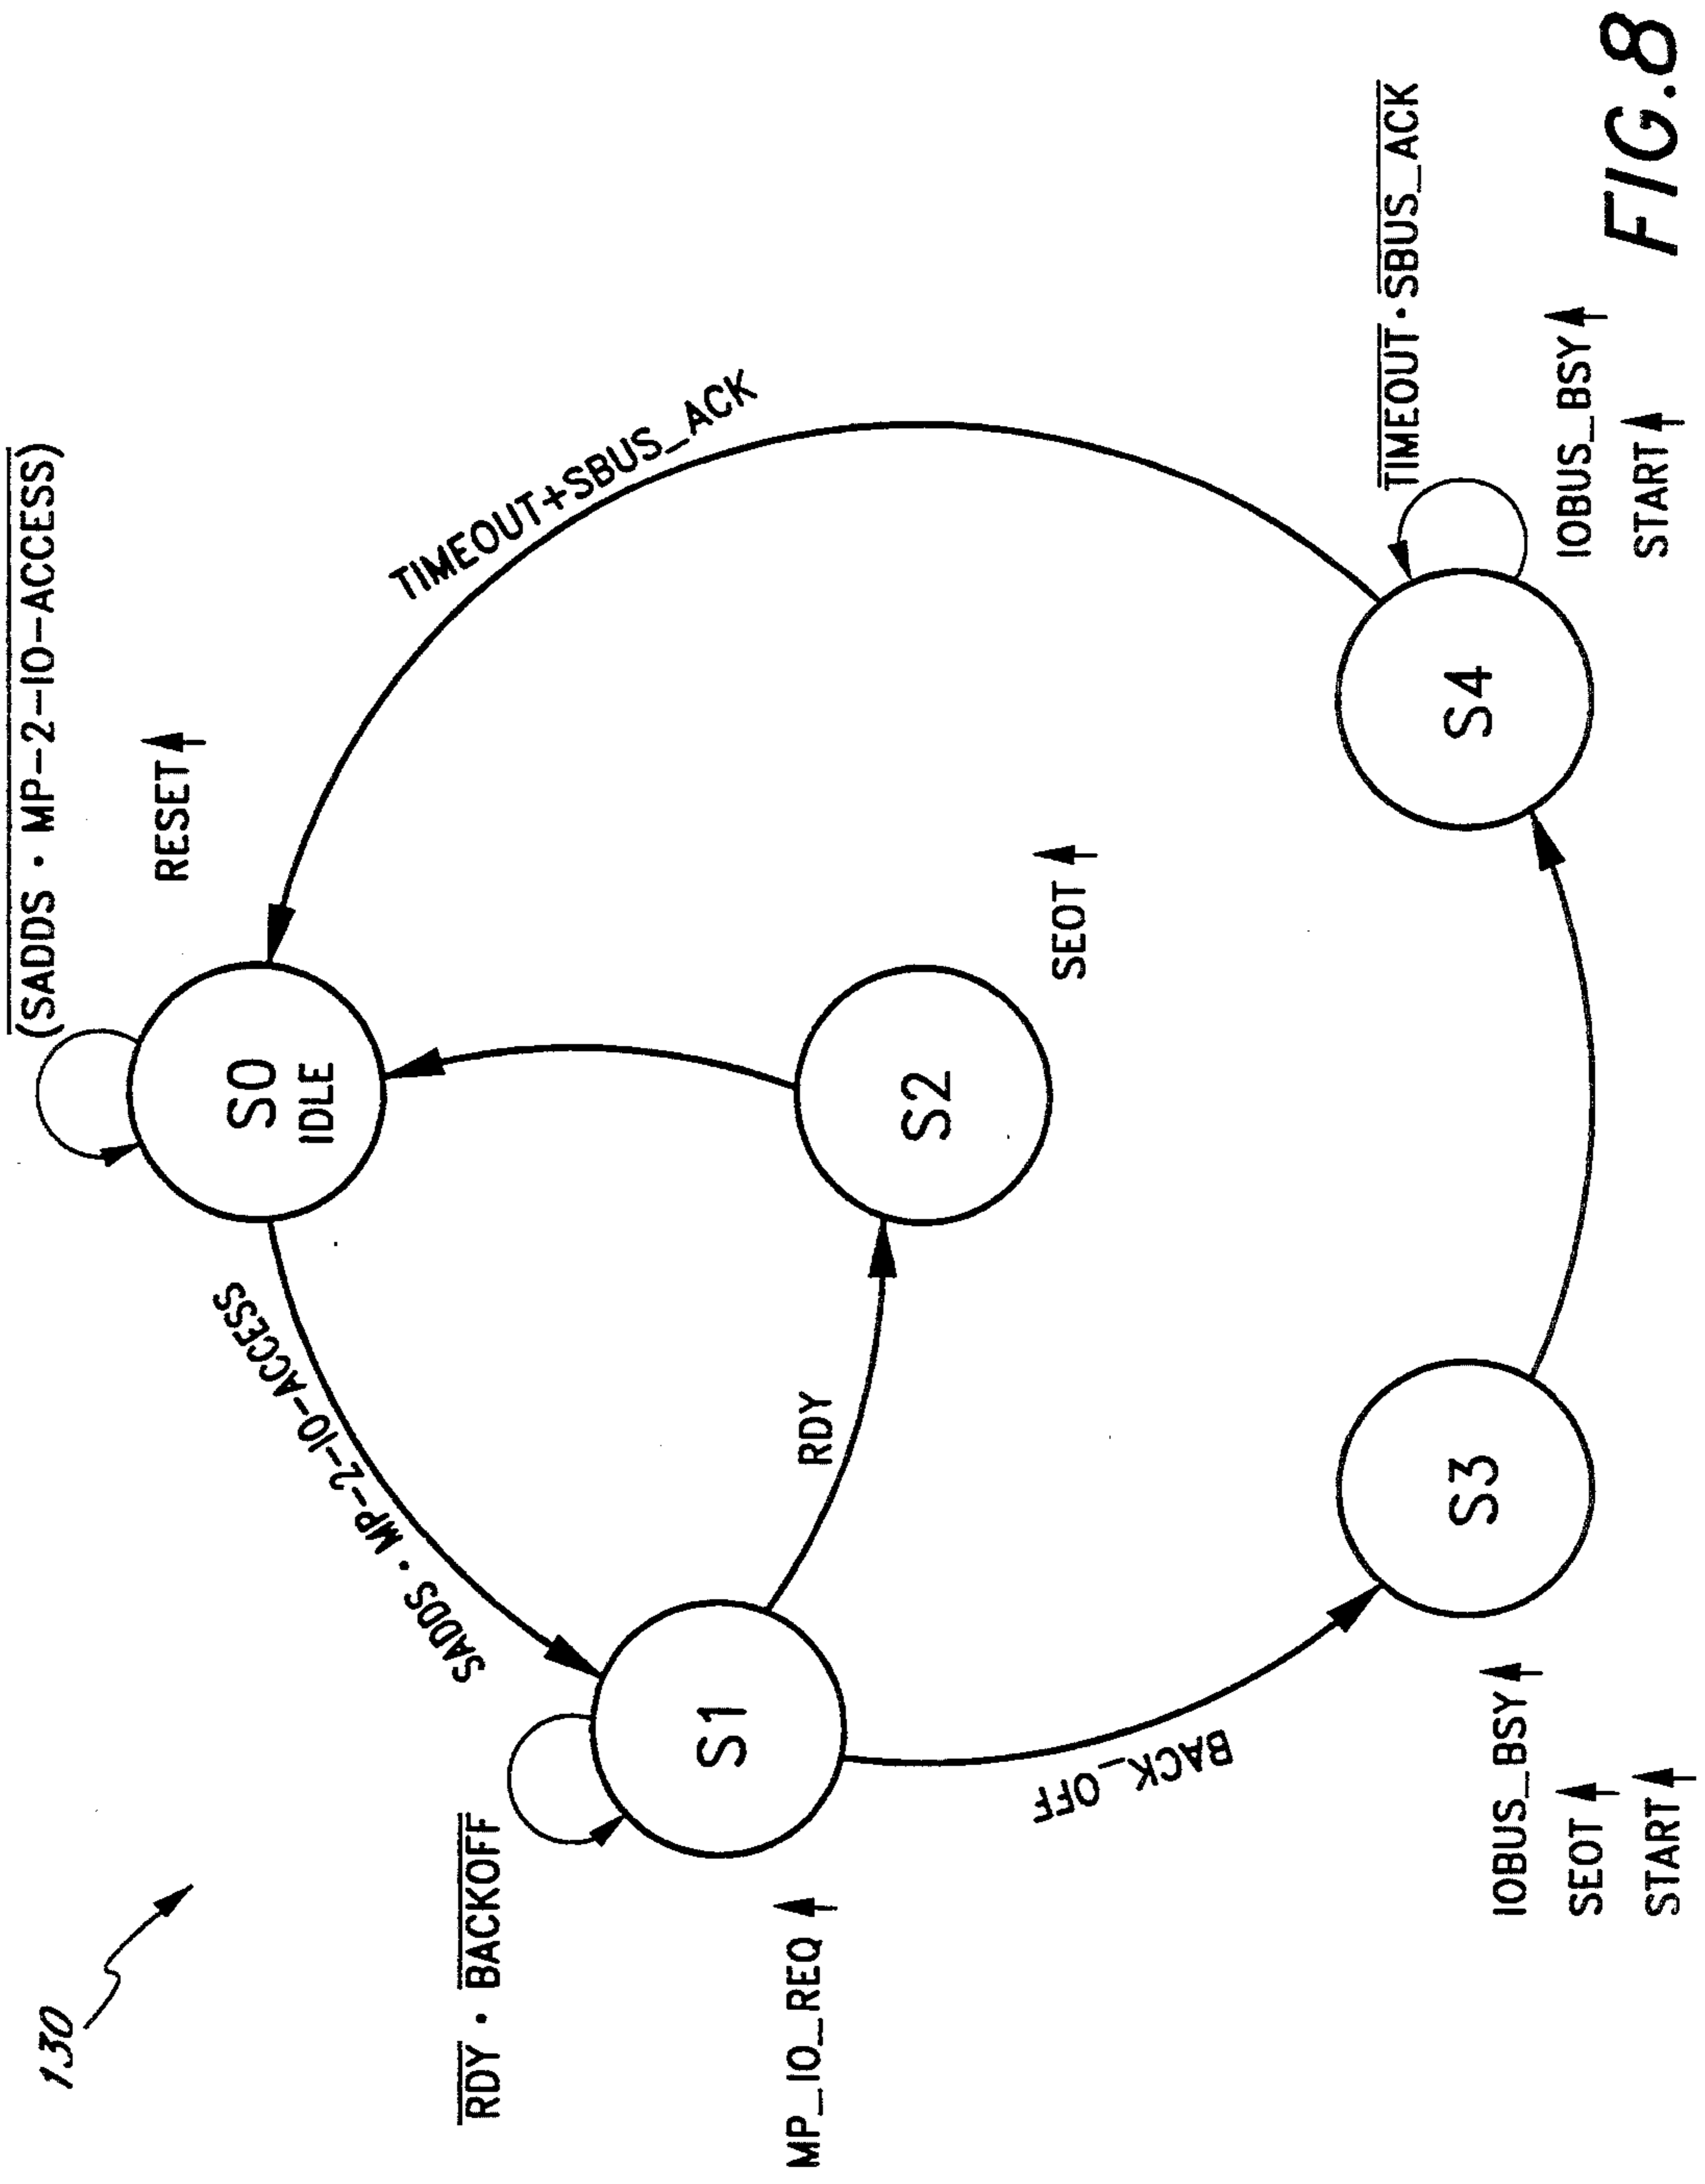 130
(SADDS • MP-2-IO-ACCESS)
RESET
S0
IDLE
SADDS • MP-2-IO-ACCESS
TIMEOUT+SBUS_ACK
RDY • BACKOFF
S1
MP_IO_REQ
RDY
S2
SEOT
BACK_OFF
S3
IOBUS_BSY
SEOT
START
S4
TIMEOUT • SBUS_ACK
IOBUS_BSY
START
FIG.8